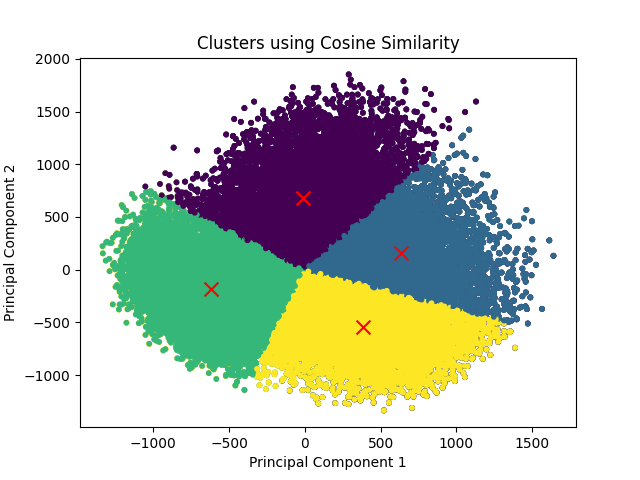 Clusters using Cosine Similarity
2000
1500
1000
500
0
−500
−1000
Principal Component 2
−1000 −500 0 500 1000 1500
Principal Component 1